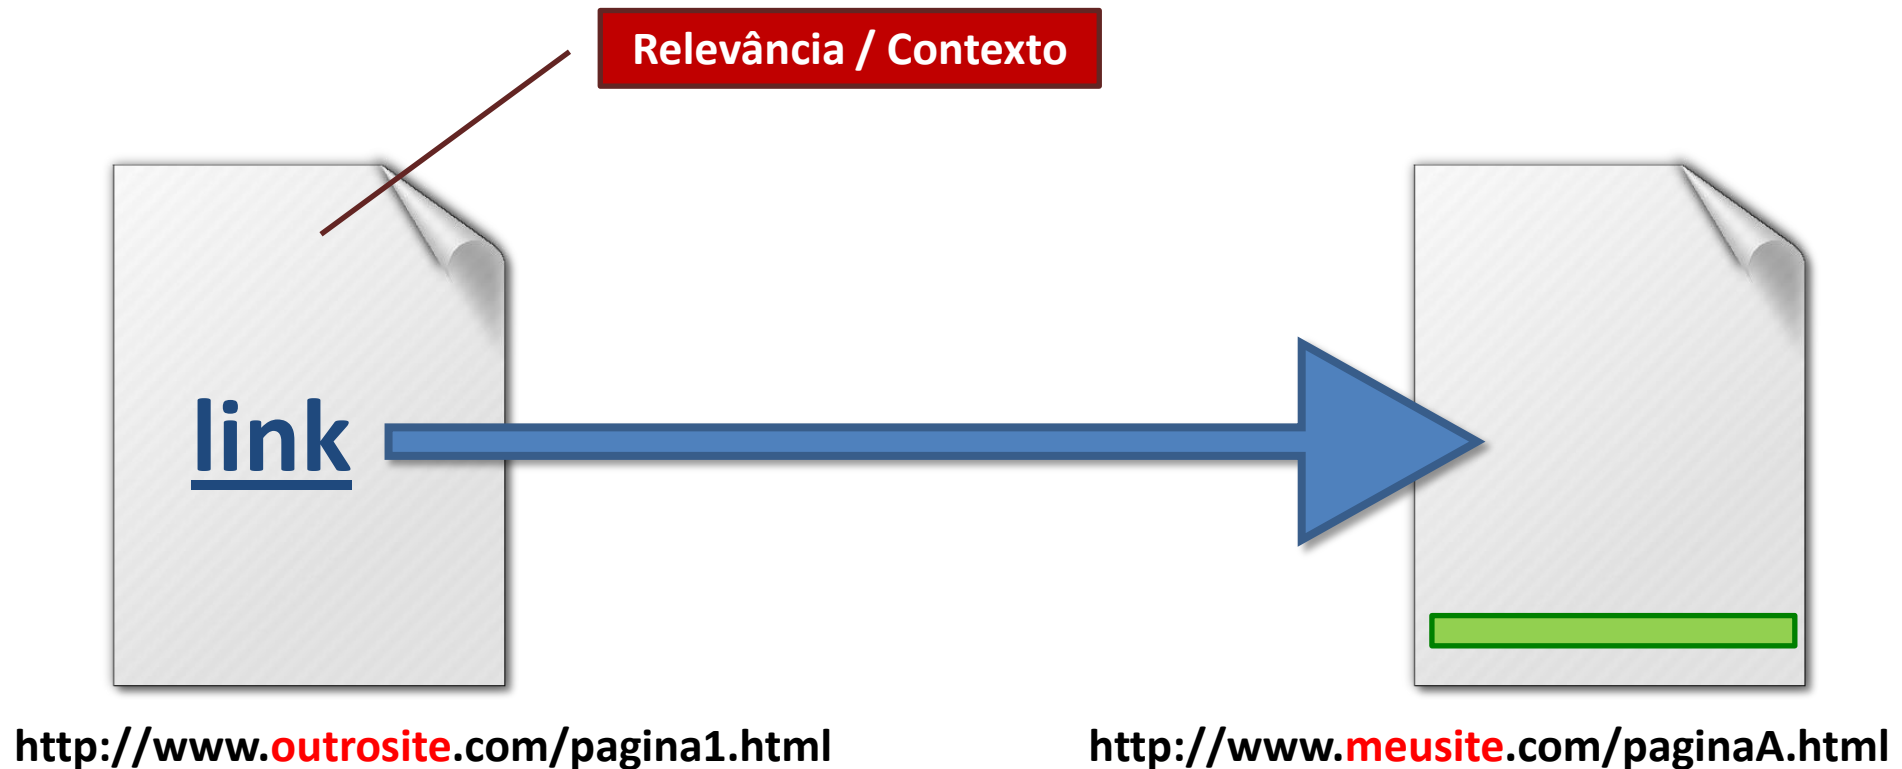 Relevância / Contexto
link
http://www.outrosite.com/pagina1.html
http://www.meusite.com/paginaA.html